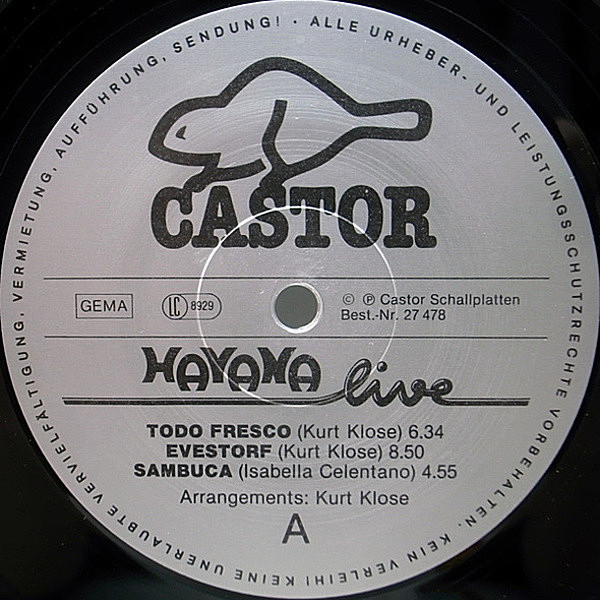 · ALLE URHEBER- UND LEISTUNGSSCHUTZRECHTE VORBEHALTEN. KEIN VERLEIH! KEINE UNERLAUBTE VERVIELFÄLTIGUNG, VERMIETUNG, AUFFÜHRUNG, SENDUNG!
CASTOR
GEMA
LC 8929
© ℗ Castor Schallplatten
Best.-Nr. 27 478
HAVANA live
TODO FRESCO (Kurt Klose) 6.34
EVESTORF (Kurt Klose) 8.50
SAMBUCA (Isabella Celentano) 4.55
Arrangements: Kurt Klose
A